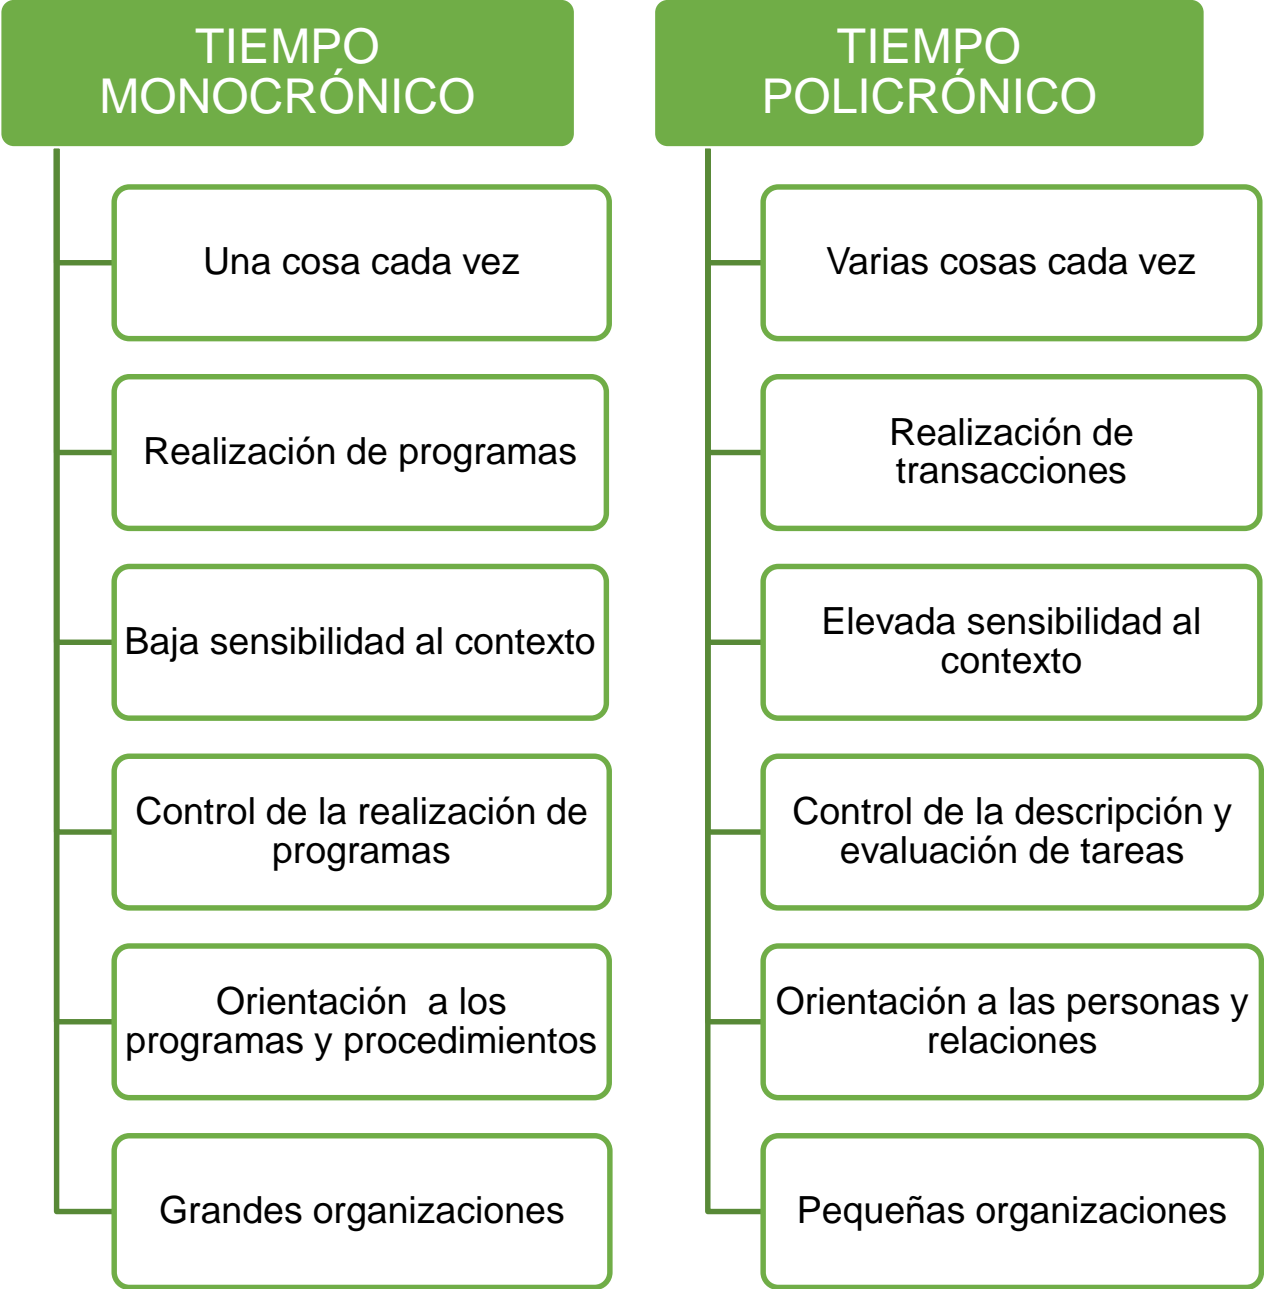 TIEMPO
MONOCRÓNICO
Una cosa cada vez
Realización de programas
Baja sensibilidad al contexto
Control de la realización de
programas
Orientación  a los
programas y procedimientos
Grandes organizaciones
TIEMPO
POLICRÓNICO
Varias cosas cada vez
Realización de
transacciones
Elevada sensibilidad al
contexto
Control de la descripción y
evaluación de tareas
Orientación a las personas y
relaciones
Pequeñas organizaciones